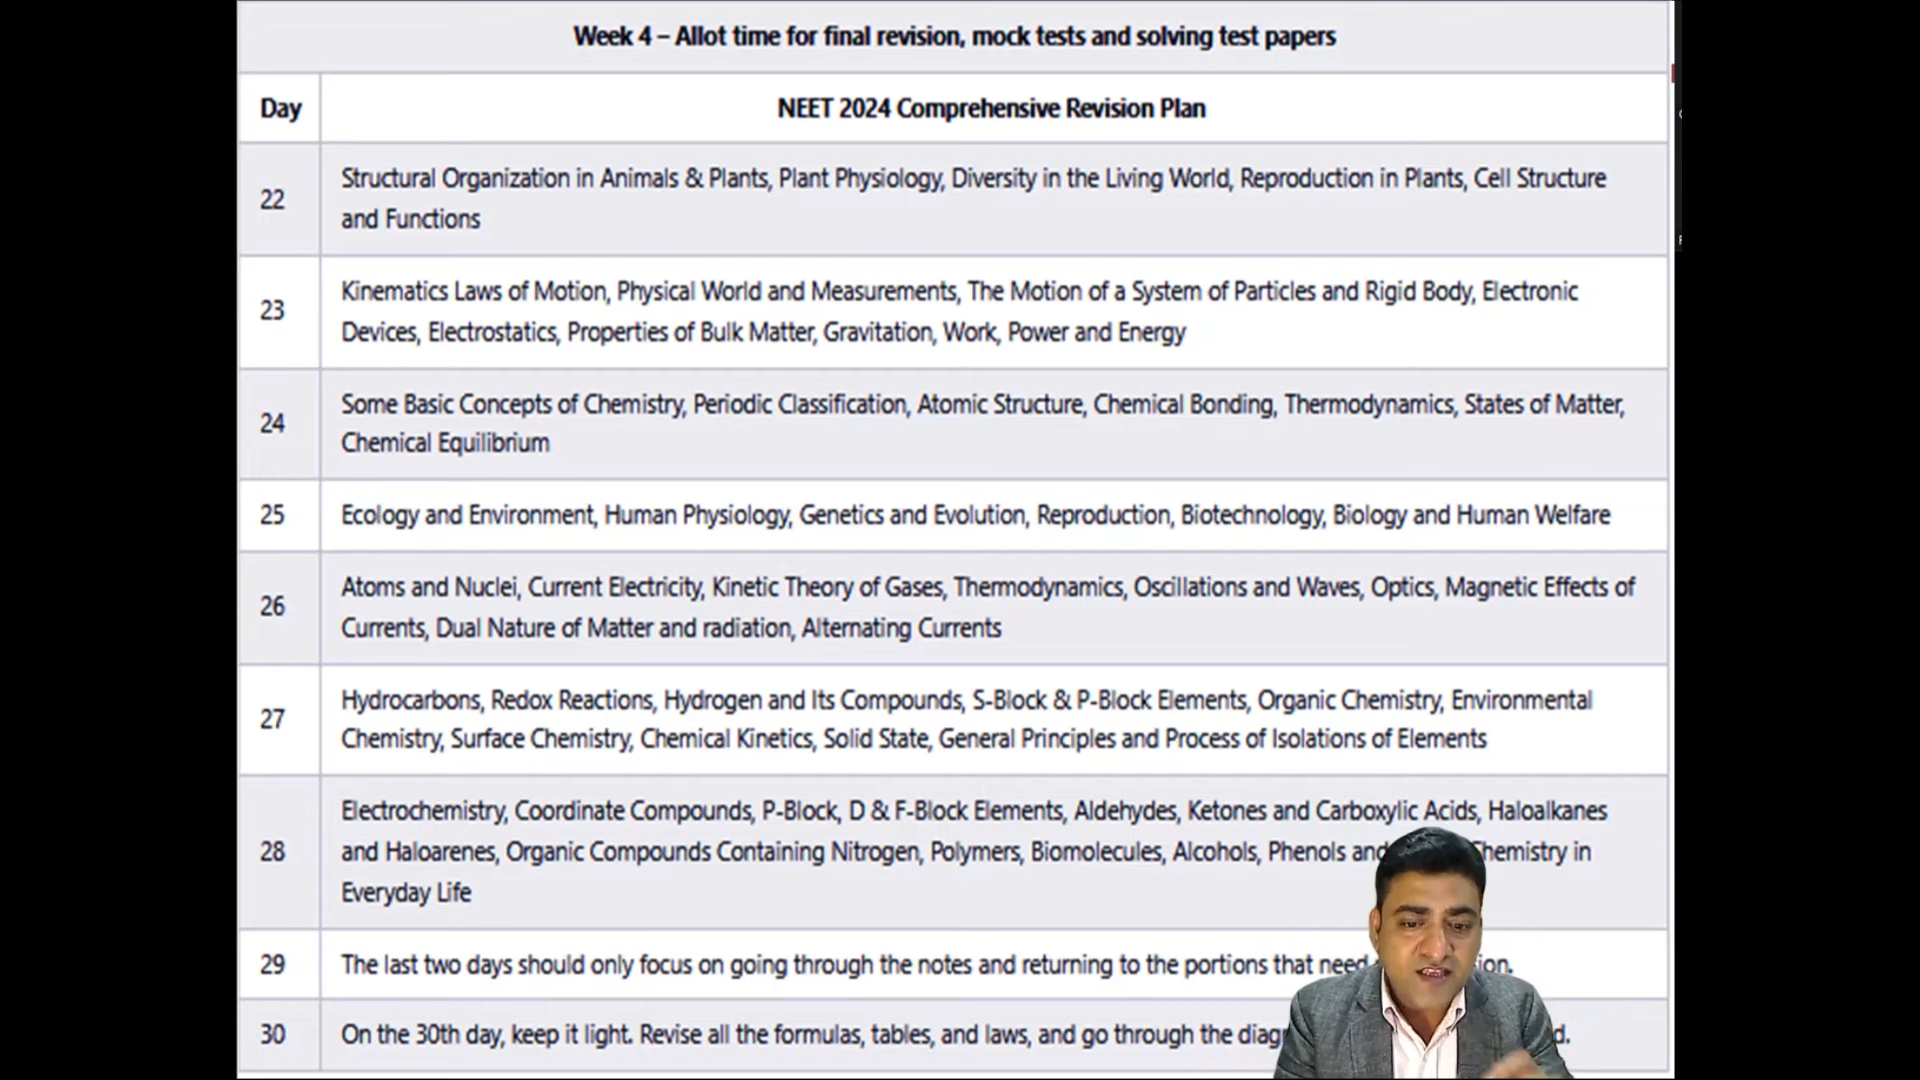 Week 4 – Allot time for final revision, mock tests and solving test papers
Day
NEET 2024 Comprehensive Revision Plan
22
Structural Organization in Animals & Plants, Plant Physiology, Diversity in the Living World, Reproduction in Plants, Cell Structure
and Functions
23
Kinematics Laws of Motion, Physical World and Measurements, The Motion of a System of Particles and Rigid Body, Electronic
Devices, Electrostatics, Properties of Bulk Matter, Gravitation, Work, Power and Energy
24
Some Basic Concepts of Chemistry, Periodic Classification, Atomic Structure, Chemical Bonding, Thermodynamics, States of Matter,
Chemical Equilibrium
25
Ecology and Environment, Human Physiology, Genetics and Evolution, Reproduction, Biotechnology, Biology and Human Welfare
26
Atoms and Nuclei, Current Electricity, Kinetic Theory of Gases, Thermodynamics, Oscillations and Waves, Optics, Magnetic Effects of
Currents, Dual Nature of Matter and radiation, Alternating Currents
27
Hydrocarbons, Redox Reactions, Hydrogen and Its Compounds, S-Block & P-Block Elements, Organic Chemistry, Environmental
Chemistry, Surface Chemistry, Chemical Kinetics, Solid State, General Principles and Process of Isolations of Elements
28
Electrochemistry, Coordinate Compounds, P-Block, D & F-Block Elements, Aldehydes, Ketones and Carboxylic Acids, Haloalkanes
and Haloarenes, Organic Compounds Containing Nitrogen, Polymers, Biomolecules, Alcohols, Phenols and Chemistry in
Everyday Life
29
The last two days should only focus on going through the notes and returning to the portions that need
30
On the 30th day, keep it light. Revise all the formulas, tables, and laws, and go through the